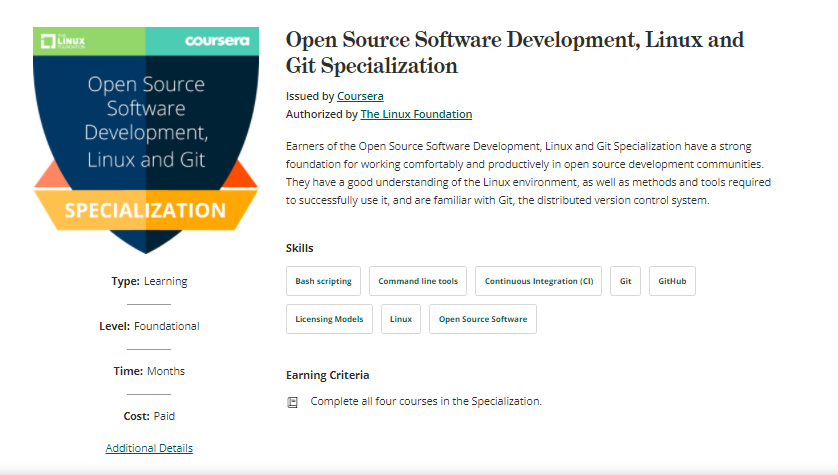 THE
LINUX
FOUNDATION
coursera
Open Source
Software
Development,
Linux and Git
SPECIALIZATION
Type: Learning
Level: Foundational
Time: Months
Cost: Paid
Additional Details
Open Source Software Development, Linux and
Git Specialization
Issued by Coursera
Authorized by The Linux Foundation
Earners of the Open Source Software Development, Linux and Git Specialization have a strong
foundation for working comfortably and productively in open source development communities.
They have a good understanding of the Linux environment, as well as methods and tools required
to successfully use it, and are familiar with Git, the distributed version control system.
Skills
Bash scripting Command line tools Continuous Integration (CI) Git GitHub
Licensing Models Linux Open Source Software
Earning Criteria
Complete all four courses in the Specialization.